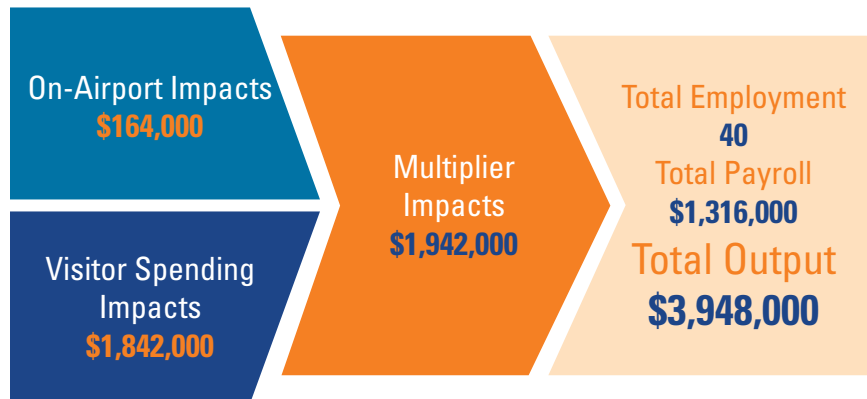 On-Airport Impacts
$164,000
Visitor Spending
Impacts
$1,842,000
Multiplier
Impacts
$1,942,000
Total Employment
40
Total Payroll
$1,316,000
Total Output
$3,948,000